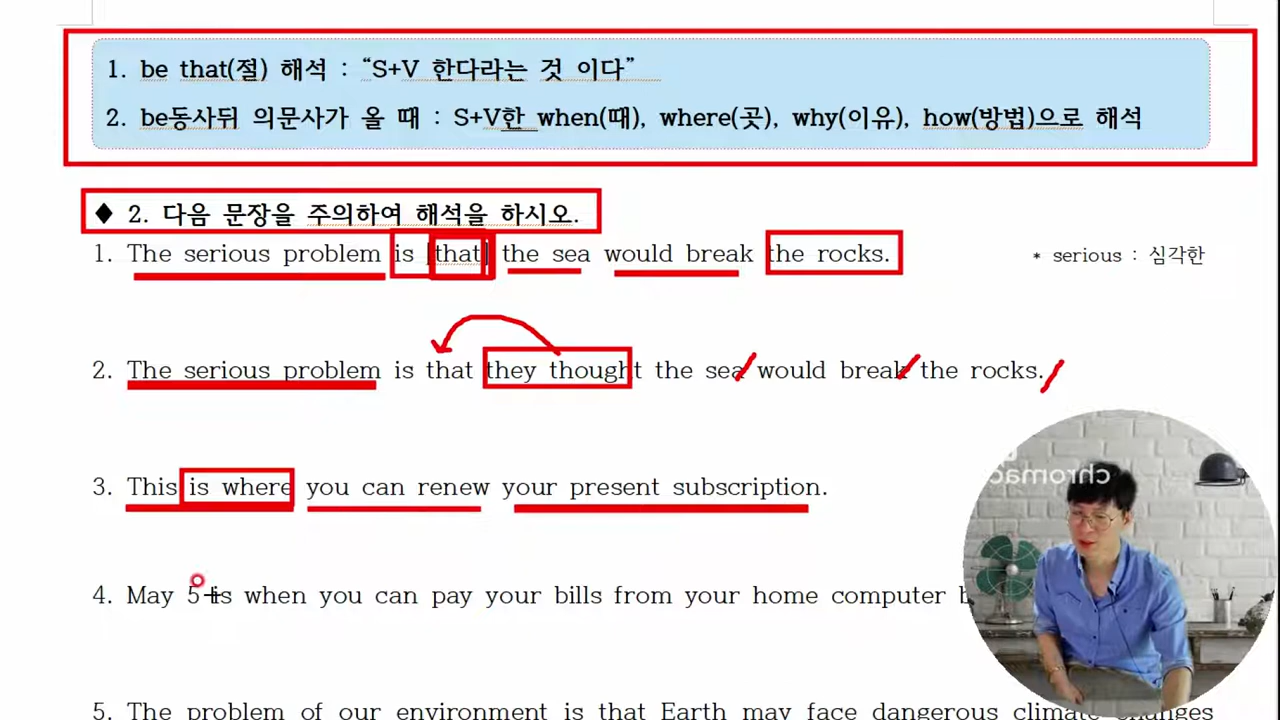 1. be that(절) 해석 : “S+V 한다라는 것 이다”
2. be동사뒤 의문사가 올 때 : S+V한 when(때), where(곳), why(이유), how(방법)으로 해석
◆ 2. 다음 문장을 주의하여 해석을 하시오.
1. The serious problem is [that] the sea would break the rocks. * serious : 심각한
2. The serious problem is that they thought the sea would break the rocks.
3. This is where you can renew your present subscription.
4. May 5 is when you can pay your bills from your home computer
5. The problem of our environment is that Earth may face dangerous climate changes